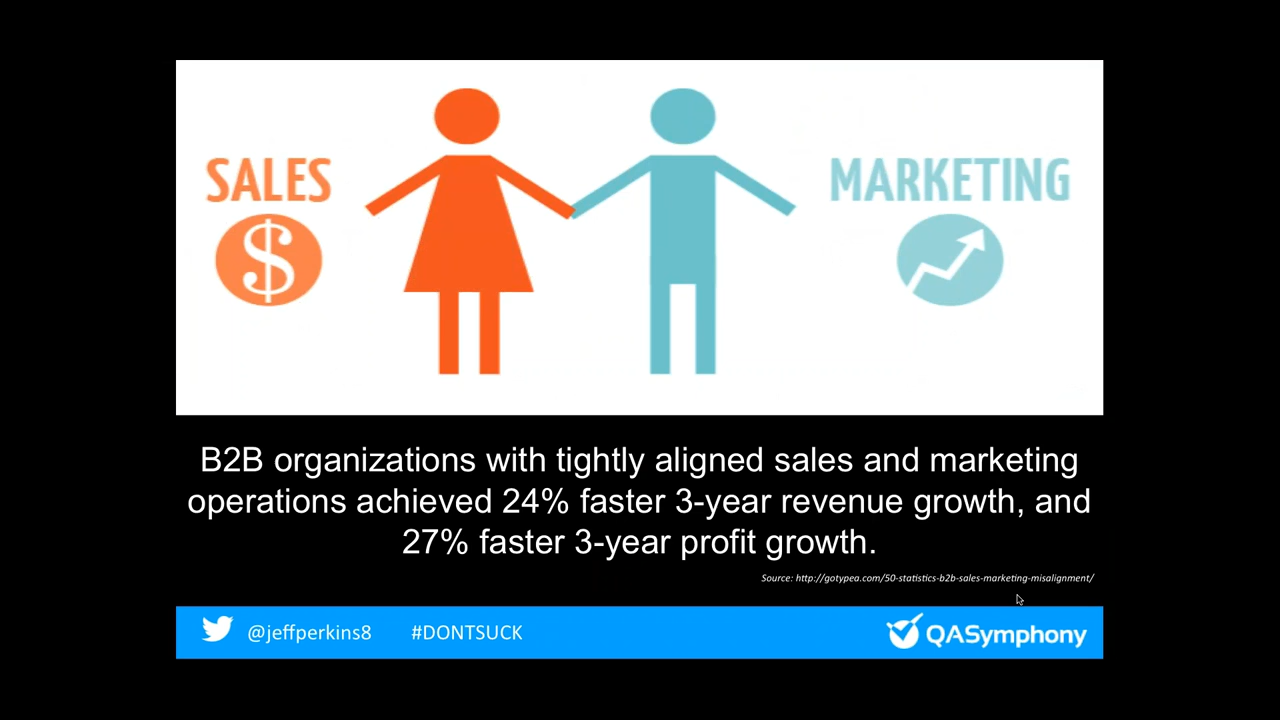 SALES
$
MARKETING
B2B organizations with tightly aligned sales and marketing
operations achieved 24% faster 3-year revenue growth, and
27% faster 3-year profit growth.
Source: http://gotypea.com/50-statistics-b2b-sales-marketing-misalignment/
@jeffperkins8 #DONTSUCK QASymphony